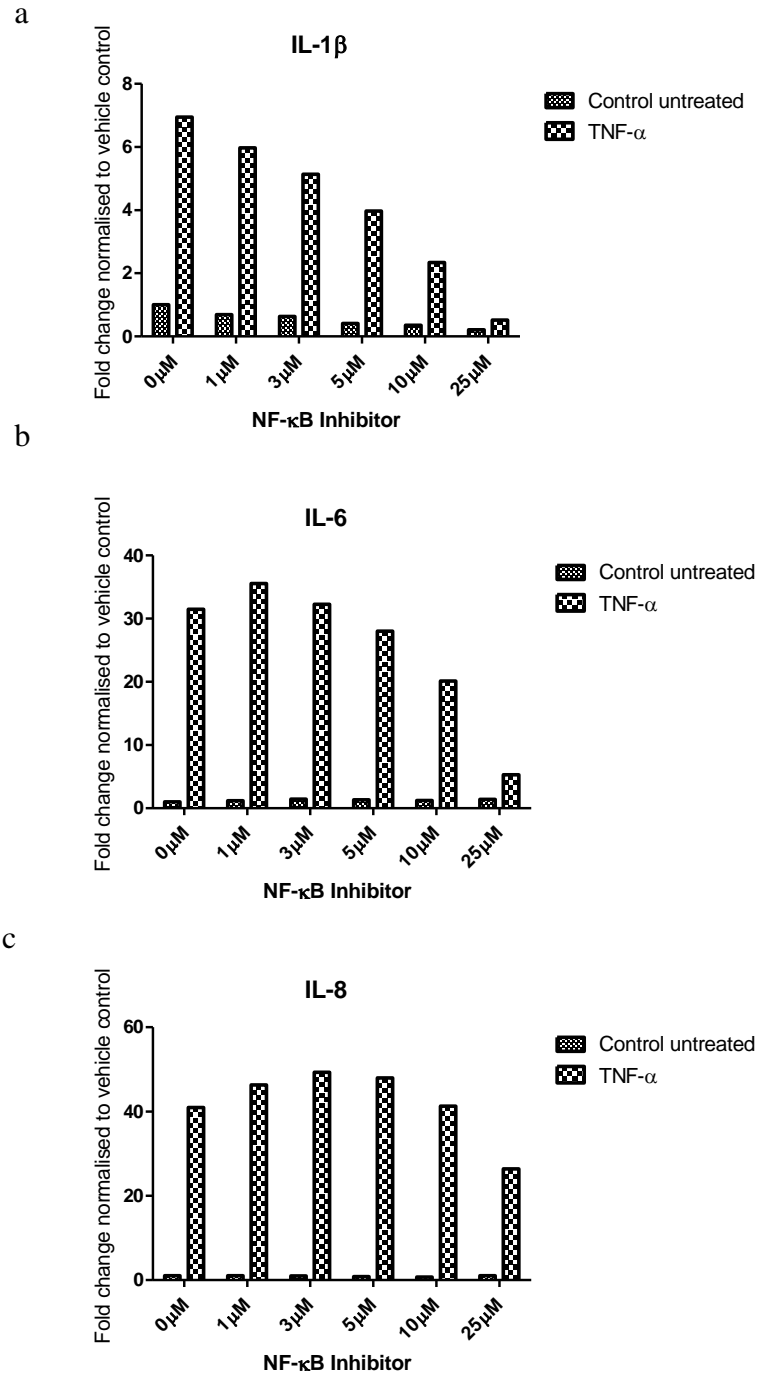 a
IL-1β
Fold change normalised to vehicle control
8
6
4
2
0
0μM
1μM
3μM
5μM
10μM
25μM
NF-κB Inhibitor
Control untreated
TNF-α
b
IL-6
Fold change normalised to vehicle control
40
30
20
10
0
0μM
1μM
3μM
5μM
10μM
25μM
NF-κB Inhibitor
Control untreated
TNF-α
c
IL-8
Fold change normalised to vehicle control
60
40
20
0
0μM
1μM
3μM
5μM
10μM
25μM
NF-κB Inhibitor
Control untreated
TNF-α